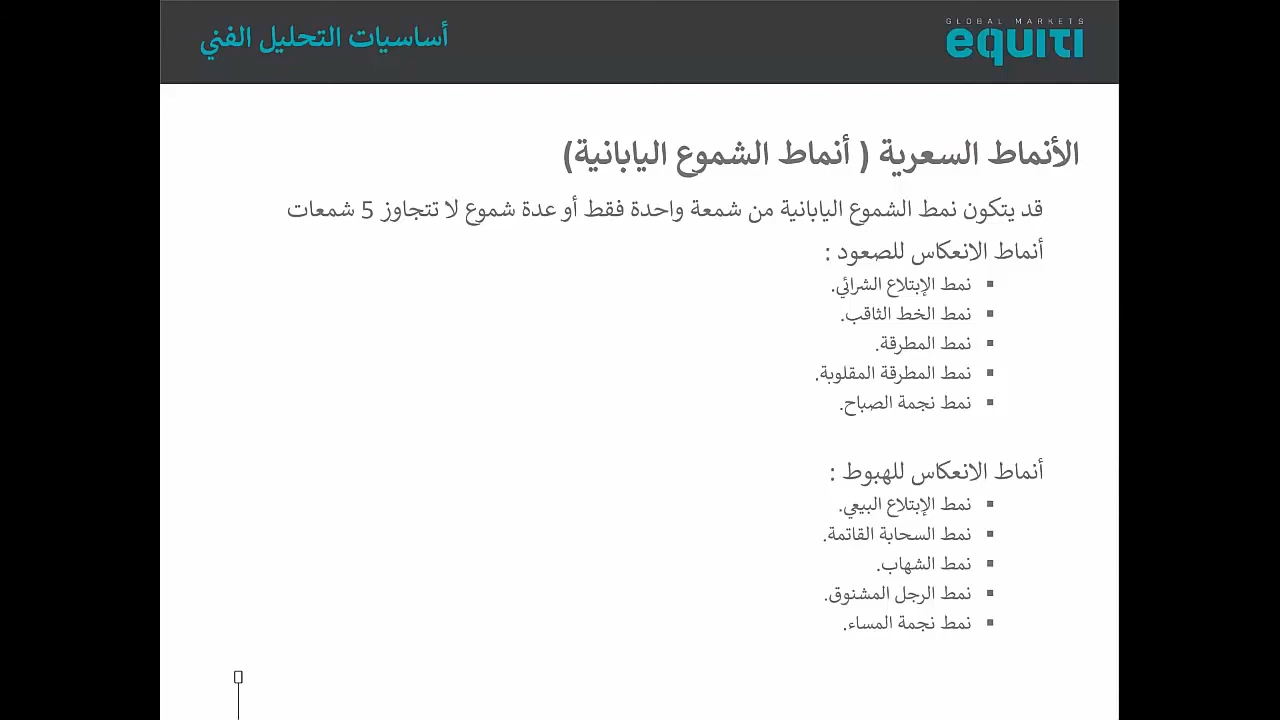 GLOBAL MARKETS
equiti
أساسيات التحليل الفني
الأنماط السعرية ( أنماط الشموع اليابانية)
قد يتكون نمط الشموع اليابانية من شمعة واحدة فقط أو عدة شموع لا تتجاوز 5 شمعات
أنماط الانعكاس للصعود :
▪ نمط الإبتلاع الشرائي.
▪ نمط الخط الثاقب.
▪ نمط المطرقة.
▪ نمط المطرقة المقلوبة.
▪ نمط نجمة الصباح.
أنماط الانعكاس للهبوط :
▪ نمط الإبتلاع البيعي.
▪ نمط السحابة القاتمة.
▪ نمط الشهاب.
▪ نمط الرجل المشنوق.
▪ نمط نجمة المساء.